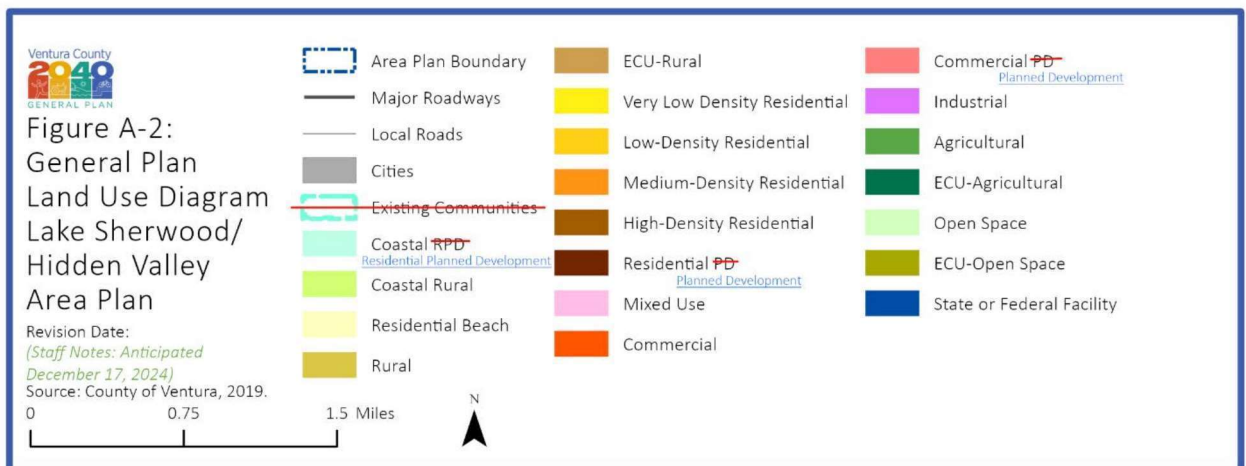 Ventura County
2040
GENERAL PLAN
Figure A-2:
General Plan
Land Use Diagram
Lake Sherwood/
Hidden Valley
Area Plan
Revision Date:
(Staff Notes: Anticipated
December 17, 2024)
Source: County of Ventura, 2019.
0 0.75 1.5 Miles
Area Plan Boundary
Major Roadways
Local Roads
Cities
Existing Communities
Coastal RPD
Residential Planned Development
Coastal Rural
Residential Beach
Rural
N
ECU-Rural
Very Low Density Residential
Low-Density Residential
Medium-Density Residential
High-Density Residential
Residential PD
Planned Development
Mixed Use
Commercial
Commercial PD
Planned Development
Industrial
Agricultural
ECU-Agricultural
Open Space
ECU-Open Space
State or Federal Facility